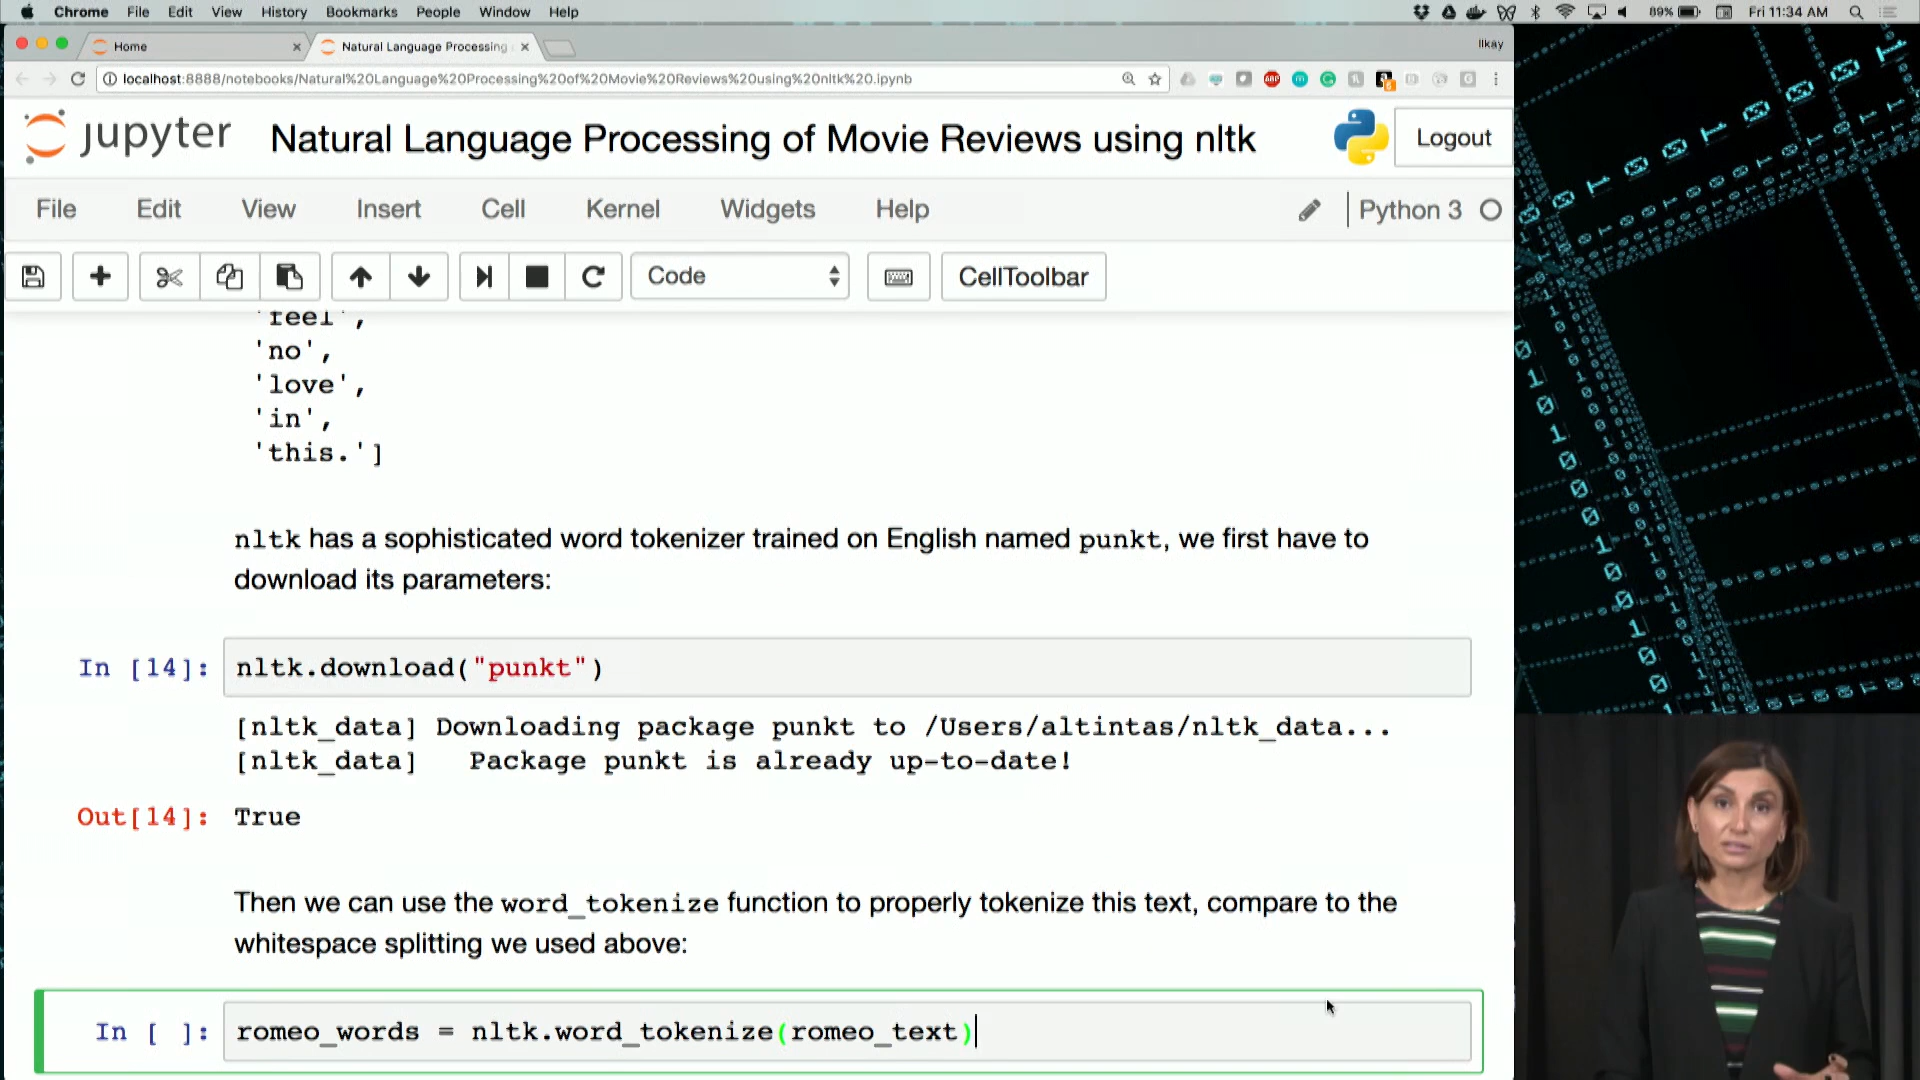 Chrome File Edit View History Bookmarks People Window Help
89% Fri 11:34 AM
Home
Natural Language Processing
Ilkay
localhost:8888/notebooks/Natural%20Language%20Processing%20of%20Movie%20Reviews%20using%20nltk%20.ipynb
ABP
jupyter Natural Language Processing of Movie Reviews using nltk
Logout
File Edit View Insert Cell Kernel Widgets Help
Python 3
Code
CellToolbar
'feel',
'no',
'love',
'in',
'this.']
nltk has a sophisticated word tokenizer trained on English named punkt, we first have to
download its parameters:
In [14]: nltk.download("punkt")
[nltk_data] Downloading package punkt to /Users/altintas/nltk_data...
[nltk_data]   Package punkt is already up-to-date!
Out[14]: True
Then we can use the word_tokenize function to properly tokenize this text, compare to the
whitespace splitting we used above:
In [ ]: romeo_words = nltk.word_tokenize(romeo_text)